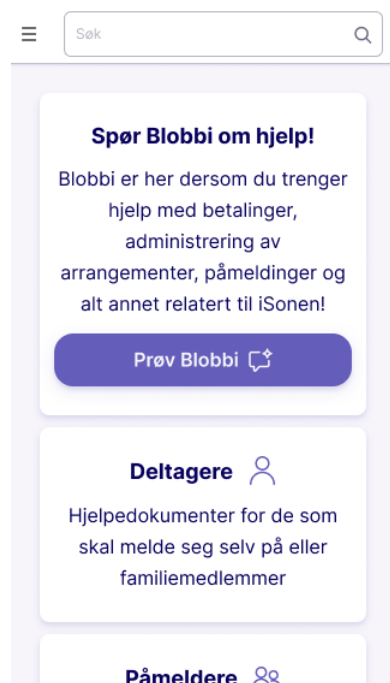 Søk
Spør Blobbi om hjelp!
Blobbi er her dersom du trenger
hjelp med betalinger,
administrering av
arrangementer, påmeldinger og
alt annet relatert til iSonen!
Prøv Blobbi
Deltagere
Hjelpedokumenter for de som
skal melde seg selv på eller
familiemedlemmer
Påmeldere